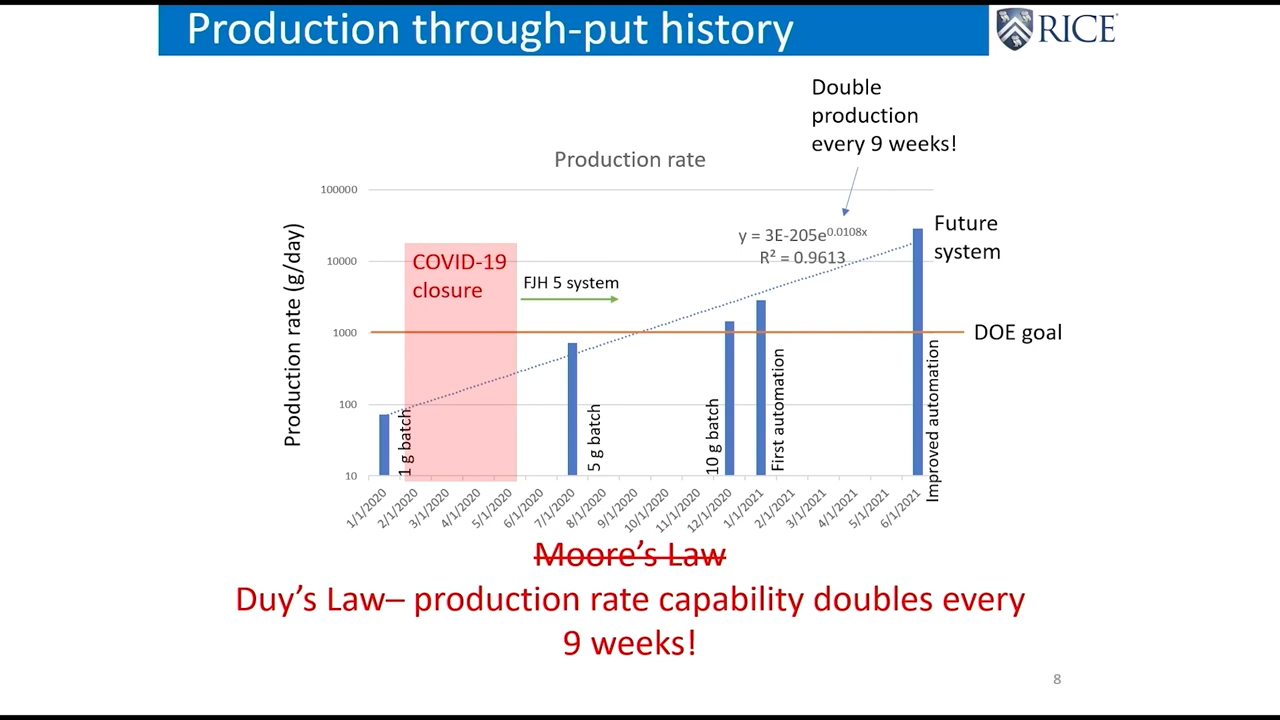 Production through-put history
RICE
Double
production
every 9 weeks!
Production rate
Production rate (g/day)
100000
10000
1000
100
10
COVID-19
closure
FJH 5 system
y = 3E-205e^0.0108x
R² = 0.9613
Future
system
DOE goal
1 g batch
5 g batch
10 g batch
First automation
Improved automation
1/1/2020
2/1/2020
3/1/2020
4/1/2020
5/1/2020
6/1/2020
7/1/2020
8/1/2020
9/1/2020
10/1/2020
11/1/2020
12/1/2020
1/1/2021
2/1/2021
3/1/2021
4/1/2021
5/1/2021
6/1/2021
Moore's Law
Duy's Law– production rate capability doubles every
9 weeks!
8